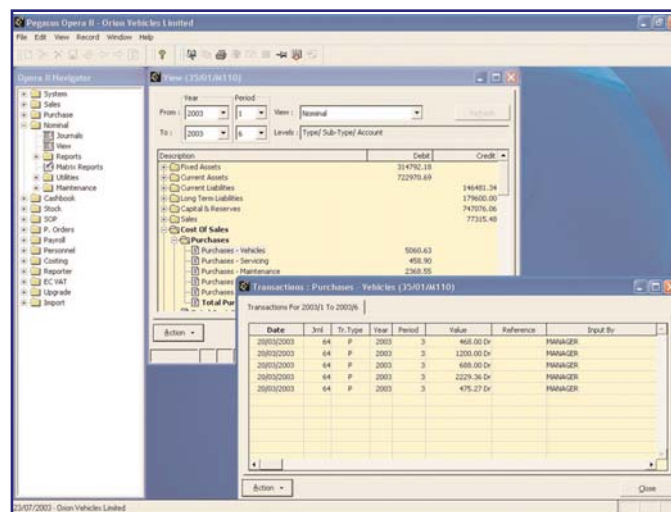 Pegasus Opera II - Orion Vehicles Limited
File Edit View Record Window Help
Opera II Navigator
System
Sales
Purchase
Nominal
Journals
View
Reports
Matrix Reports
Utilities
Maintenance
Cashbook
Stock
SOP
P. Orders
Payroll
Personnel
Costing
Reporter
EC VAT
Upgrade
Import
View (35/01/M110)
Year Period
From : 2003 1 View : Nominal Refresh
To : 2003 6 Levels : Type/ Sub-Type/ Account
Description Debit Credit
Fixed Assets 314792.18
Current Assets 722970.69
Current Liabilities 146481.34
Long Term Liabilities 179600.00
Capital & Reserves 747076.06
Sales 77315.48
Cost Of Sales
Purchases
Purchases - Vehicles 5060.63
Purchases - Servicing 458.90
Purchases - Maintenance 2368.55
Purchases
Purchases
Total Pur
Action
Transactions : Purchases - Vehicles (35/01/M110)
Transactions For 2003/1 To 2003/6
Date Jrnl Tr.Type Year Period Value Reference Input By
20/03/2003 64 P 2003 3 468.00 Dr MANAGER
20/03/2003 64 P 2003 3 1200.00 Dr MANAGER
20/03/2003 64 P 2003 3 688.00 Dr MANAGER
20/03/2003 64 P 2003 3 2229.36 Dr MANAGER
20/03/2003 64 P 2003 3 475.27 Dr MANAGER
Action Close
23/07/2003 - Orion Vehicles Limited